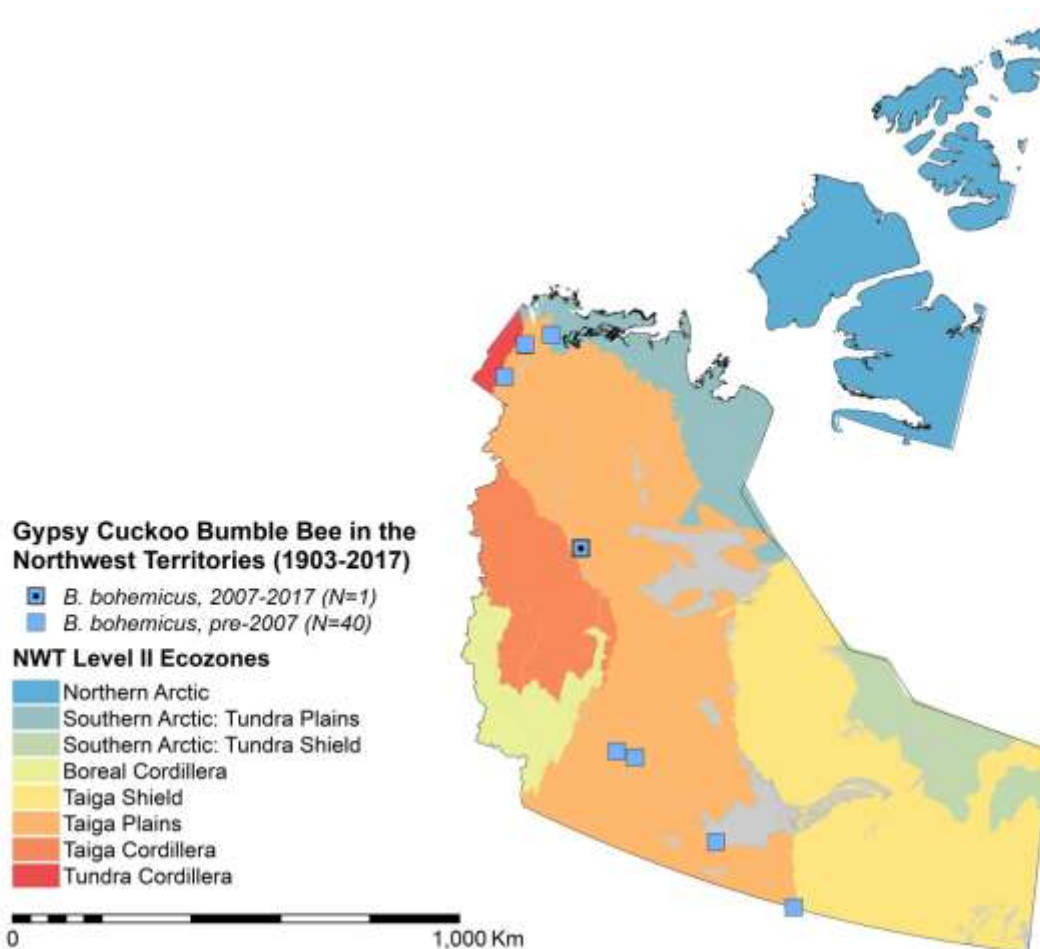 Gypsy Cuckoo Bumble Bee in the
Northwest Territories (1903-2017)
B. bohemicus, 2007-2017 (N=1)
B. bohemicus, pre-2007 (N=40)
NWT Level II Ecozones
Northern Arctic
Southern Arctic: Tundra Plains
Southern Arctic: Tundra Shield
Boreal Cordillera
Taiga Shield
Taiga Plains
Taiga Cordillera
Tundra Cordillera
0 1,000 Km